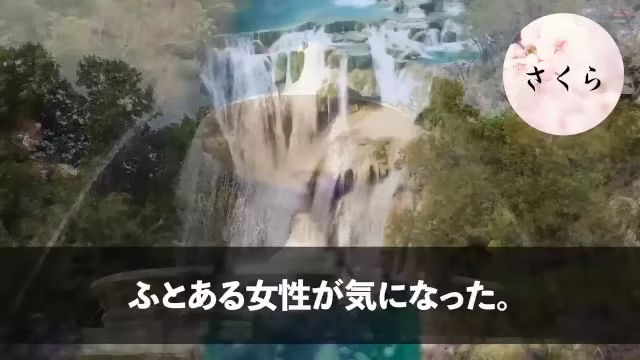 さくら
ふとある女性が気になった。